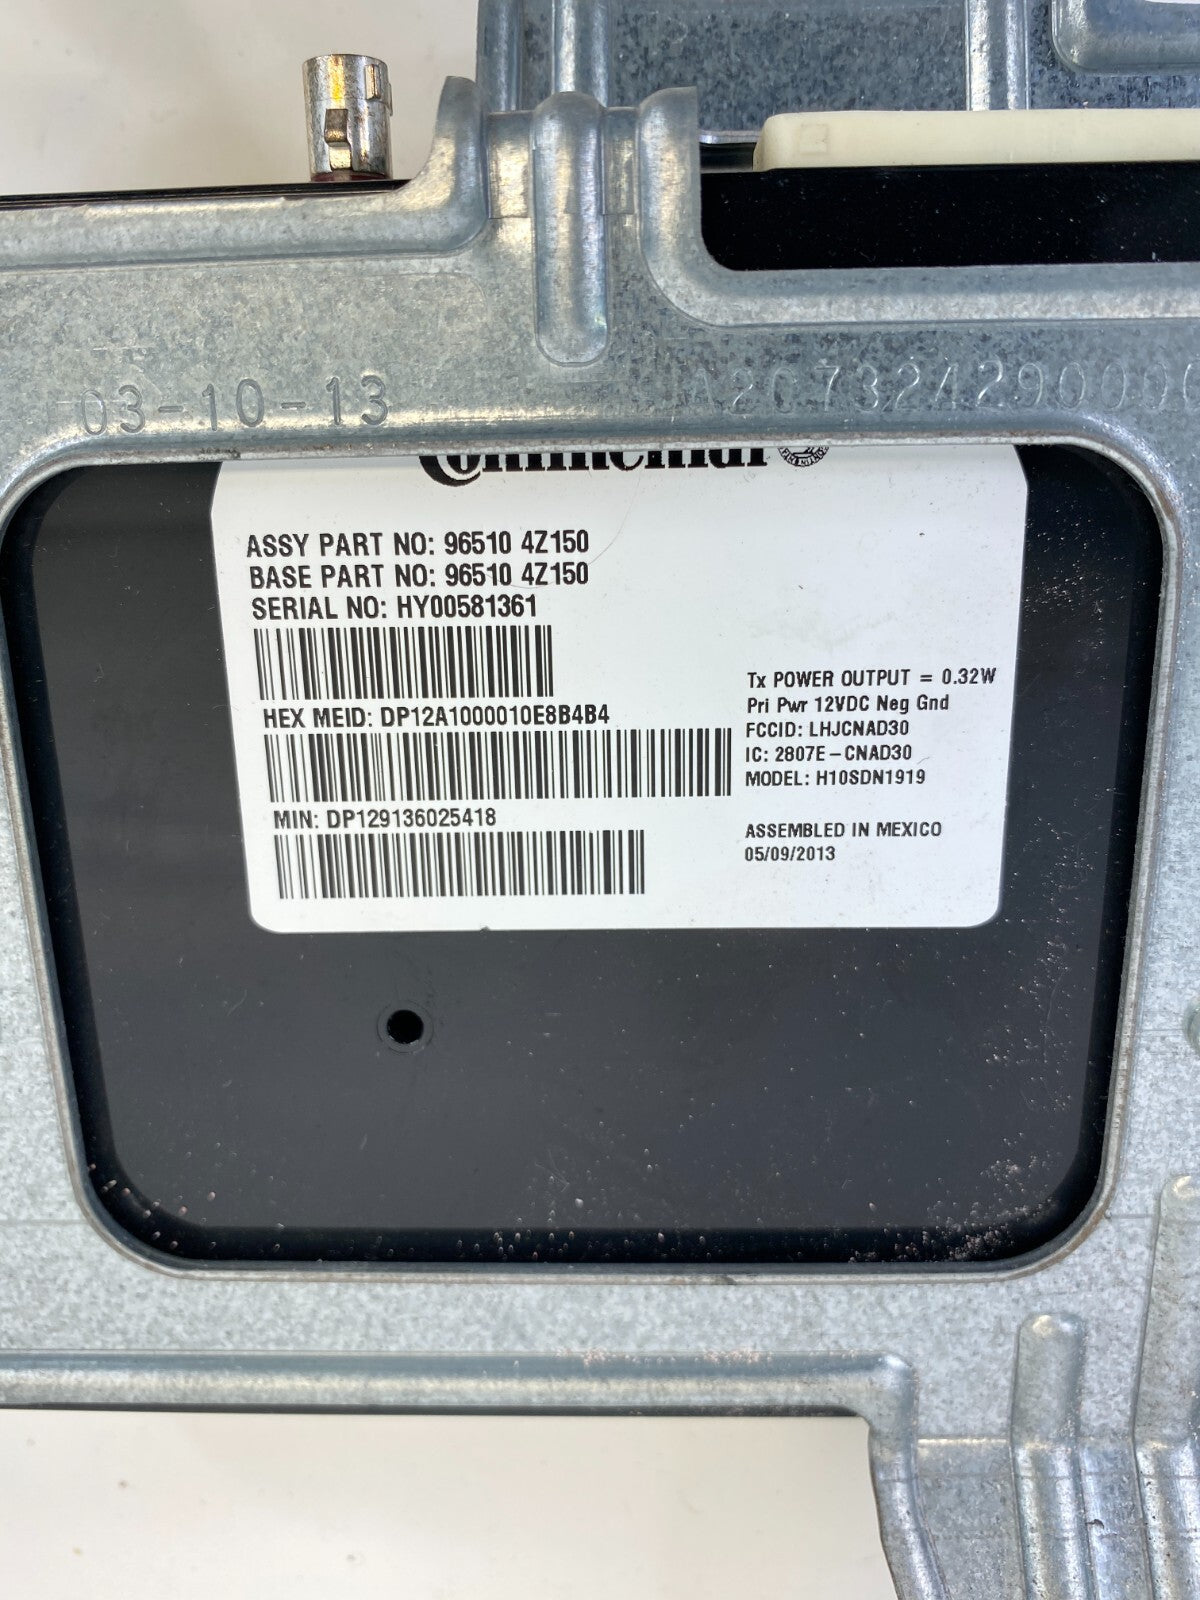 03-10-13
A2C7324290000
Continental
ASSY PART NO: 96510 4Z150
BASE PART NO: 96510 4Z150
SERIAL NO: HY00581361
HEX MEID: DP12A1000010E8B4B4
MIN: DP129136025418
Tx POWER OUTPUT = 0.32W
Pri Pwr 12VDC Neg Gnd
FCCID: LHJCNAD30
IC: 2807E-CNAD30
MODEL: H10SDN1919
ASSEMBLED IN MEXICO
05/09/2013